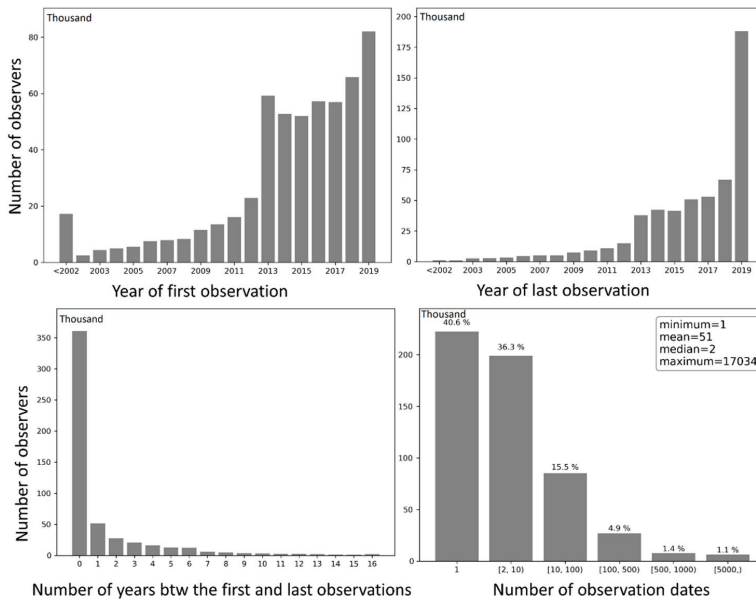 Thousand
80
60
40
20
0
Number of observers
<2002 2003 2005 2007 2009 2011 2013 2015 2017 2019
Year of first observation
Thousand
200
175
150
125
100
75
50
25
0
<2002 2003 2005 2007 2009 2011 2013 2015 2017 2019
Year of last observation
Thousand
350
300
250
200
150
100
50
0
Number of observers
0 1 2 3 4 5 6 7 8 9 10 11 12 13 14 15 16
Number of years btw the first and last observations
Thousand
40.6 %
36.3 %
15.5 %
4.9 %
1.4 %
1.1 %
minimum=1
mean=51
median=2
maximum=17034
200
150
100
50
0
1 [2, 10) [10, 100) [100, 500) [500, 1000) [5000,)
Number of observation dates